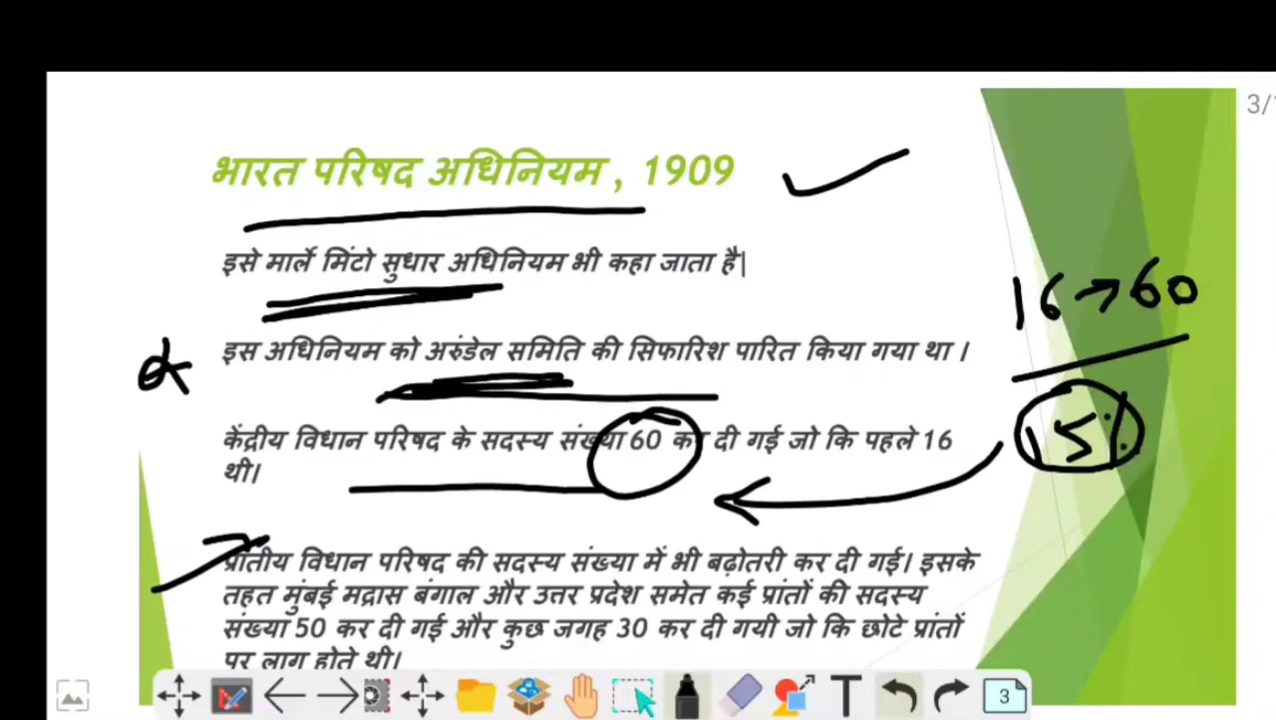 3/
भारत परिषद अधिनियम , 1909
इसे मार्ले मिंटो सुधार अधिनियम भी कहा जाता है|
16→60
इस अधिनियम को अरुंडेल समिति की सिफारिश पारित किया गया था ।
15%
केंद्रीय विधान परिषद के सदस्य संख्या 60 कर दी गई जो कि पहले 16
थी।
प्रांतीय विधान परिषद की सदस्य संख्या में भी बढ़ोतरी कर दी गई। इसके
तहत मुंबई मद्रास बंगाल और उत्तर प्रदेश समेत कई प्रांतों की सदस्य
संख्या 50 कर दी गई और कुछ जगह 30 कर दी गयी जो कि छोटे प्रांतों
पर लागू होते थी।
T
3